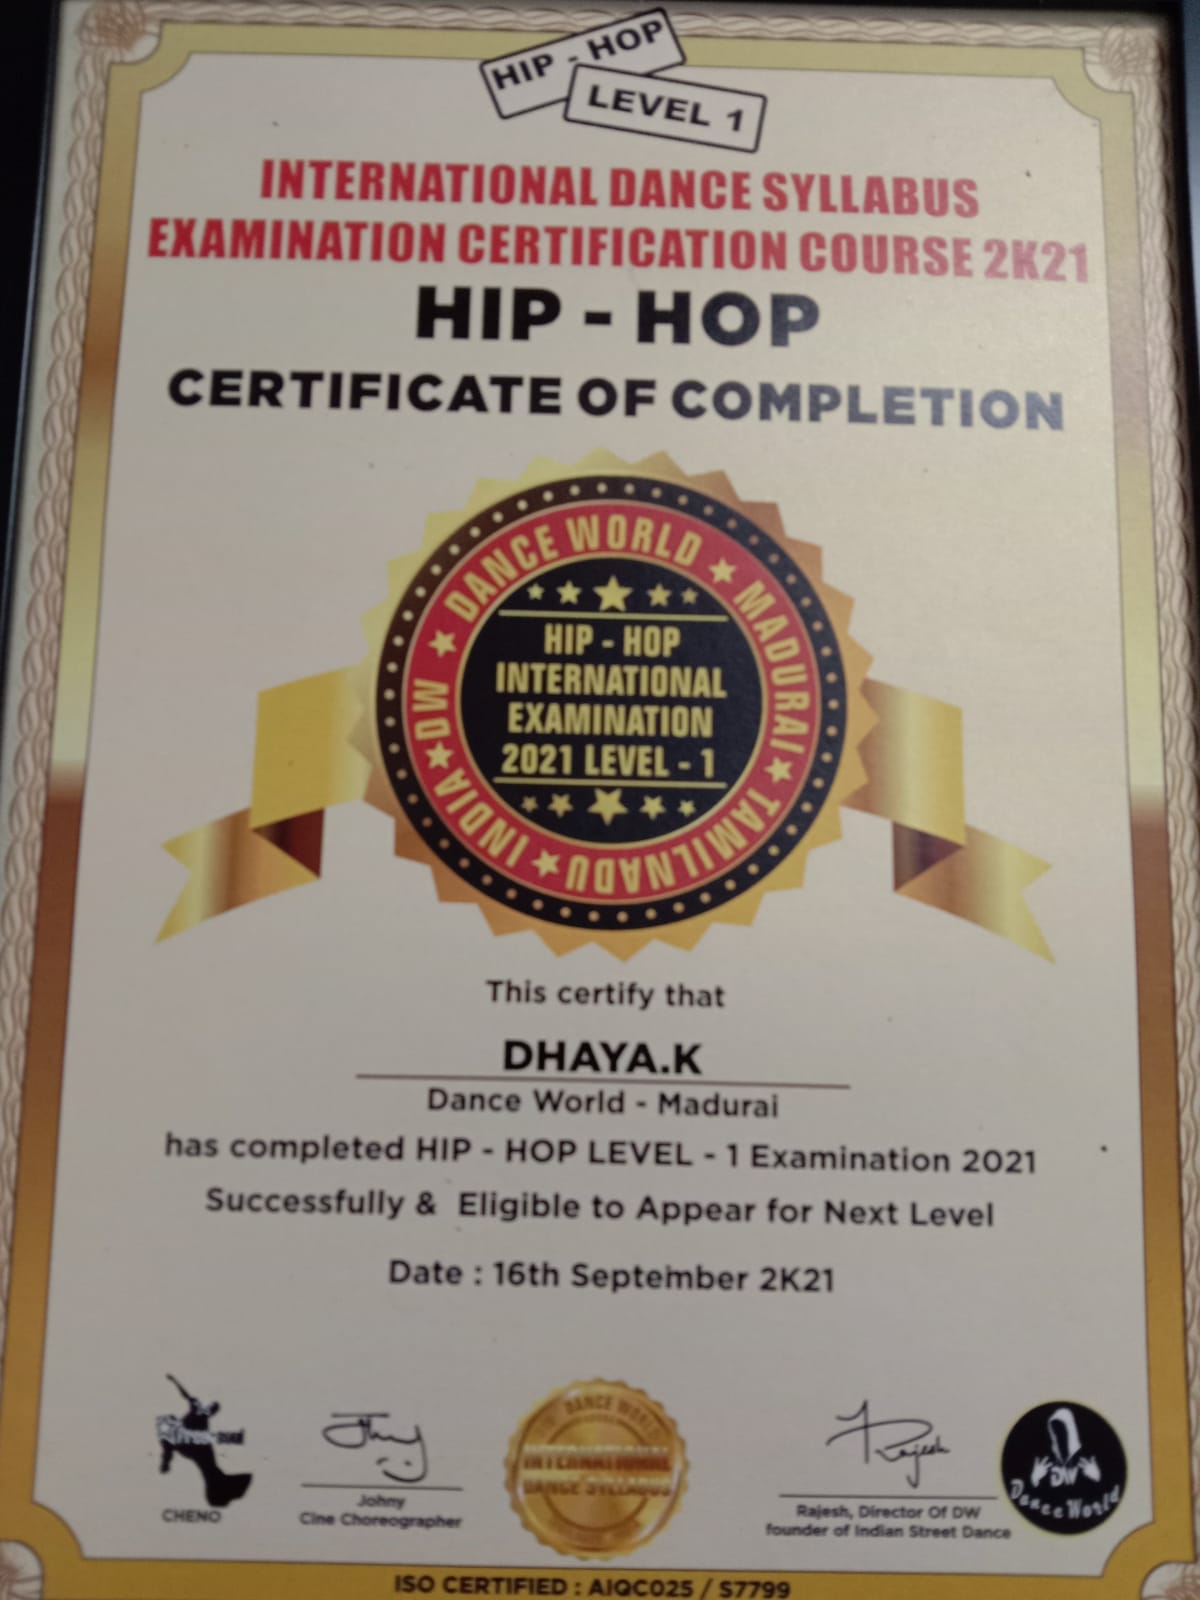 HIP - HOP
LEVEL 1
INTERNATIONAL DANCE SYLLABUS
EXAMINATION CERTIFICATION COURSE 2K21
HIP - HOP
CERTIFICATE OF COMPLETION
DANCE WORLD ★ MADURAI ★ TAMILNADU ★ INDIA ★ DW ★
HIP - HOP
INTERNATIONAL
EXAMINATION
2021 LEVEL - 1
This certify that
DHAYA.K
Dance World - Madurai
has completed HIP - HOP LEVEL - 1 Examination 2021
Successfully & Eligible to Appear for Next Level
Date : 16th September 2K21
CHENO
Johny
Johny
Cine Choreographer
DANCE WORLD
INTERNATIONAL
DANCE SYLLABUS
Rajesh
Rajesh, Director Of DW
founder of Indian Street Dance
DW
Dance World
ISO CERTIFIED : AIQC025 / S7799